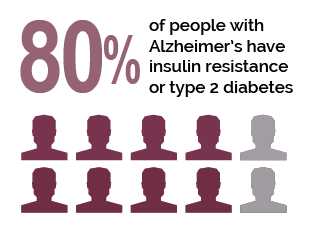 80%
of people with
Alzheimer's have
insulin resistance
or type 2 diabetes